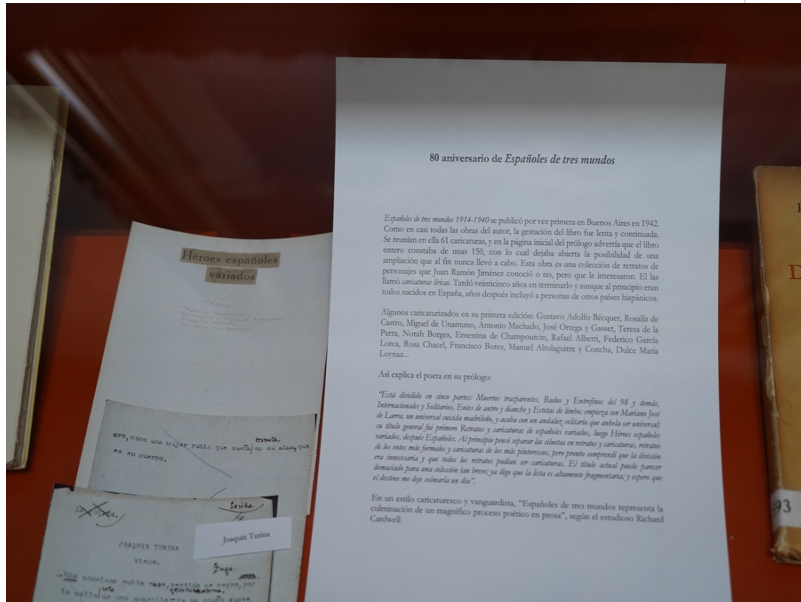 80 aniversario de Españoles de tres mundos
Españoles de tres mundos 1914-1940 se publicó por vez primera en Buenos Aires en 1942.
Como en casi todas las obras del autor, la gestación del libro fue lenta y continuada.
Se reunían en ella 61 caricaturas, y en la página inicial del prólogo advertía que el libro
entero constaba de unas 150, con lo cual dejaba abierta la posibilidad de una
ampliación que al fin nunca llevó a cabo. Esta obra es una colección de retratos de
personajes que Juan Ramón Jiménez conoció o no, pero que le interesaron. El las
llamó caricaturas líricas. Tardó veinticinco años en terminarlo y aunque al principio eran
todos nacidos en España, años después incluyó a personas de otros países hispánicos.
Algunos caricaturizados en su primera edición: Gustavo Adolfo Bécquer, Rosalía de
Castro, Miguel de Unamuno, Antonio Machado, José Ortega y Gasset, Teresa de la
Parra, Norah Borges, Ernestina de Champourcin, Rafael Alberti, Federico García
Lorca, Rosa Chacel, Francisco Bores, Manuel Altolaguirre y Concha, Dulce María
Loynaz...
Así explica el poeta en su prólogo:
"Está dividido en cinco partes: Muertos trasparentes, Rudos y Entrefinos del 98 y demás,
Internacionales y Solitarios, Entes de antro y dianche y Estetas de limbo; empieza con Mariano José
de Larra, un universal suicida madrileño, y acaba con un andaluz solitario que anhela ser universal;
su título general fué primero Retratos y caricaturas de españoles variados, luego Héroes españoles
variados, después Españoles. Al principio pensé separar las siluetas en retratos y caricaturas, retratos
de los entes más formales y caricaturas de los más pintorescos, pero pronto comprendí que la división
era innecesaria y que todos los retratos podían ser caricaturas. El título actual puede parecer
demasiado para una colección tan breve; ya digo que la lista es altamente fragmentaria; y espero que
el destino me deje colmarla un día".
En un estilo caricaturesco y vanguardista, "Españoles de tres mundos representa la
culminación de un magnífico proceso poético en prosa", según el estudioso Richard
Cardwell.
Héroes españoles
variados
oro, como una mujer rubia que
en su cuerpo.
Joaquín Turina
JOAQUIN TURINA
93